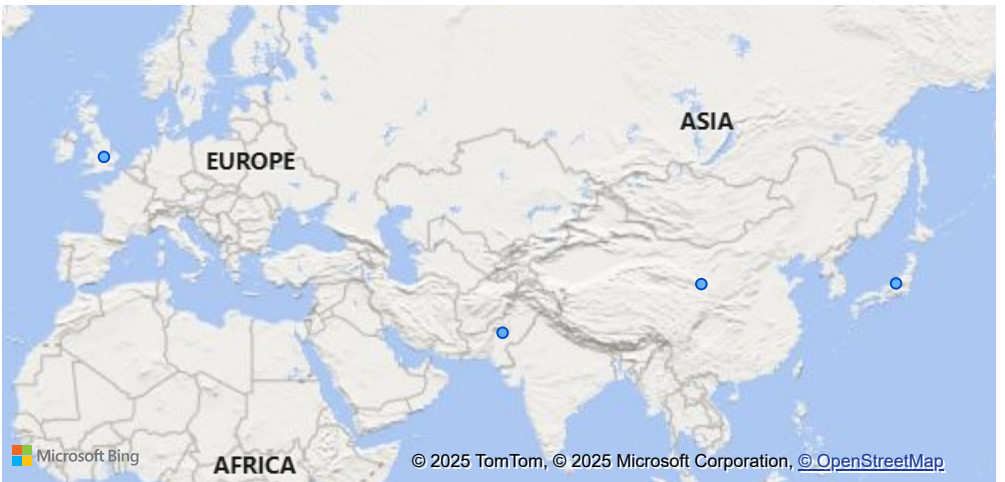 ASIA
EUROPE
AFRICA
Microsoft Bing
© 2025 TomTom, © 2025 Microsoft Corporation, © OpenStreetMap